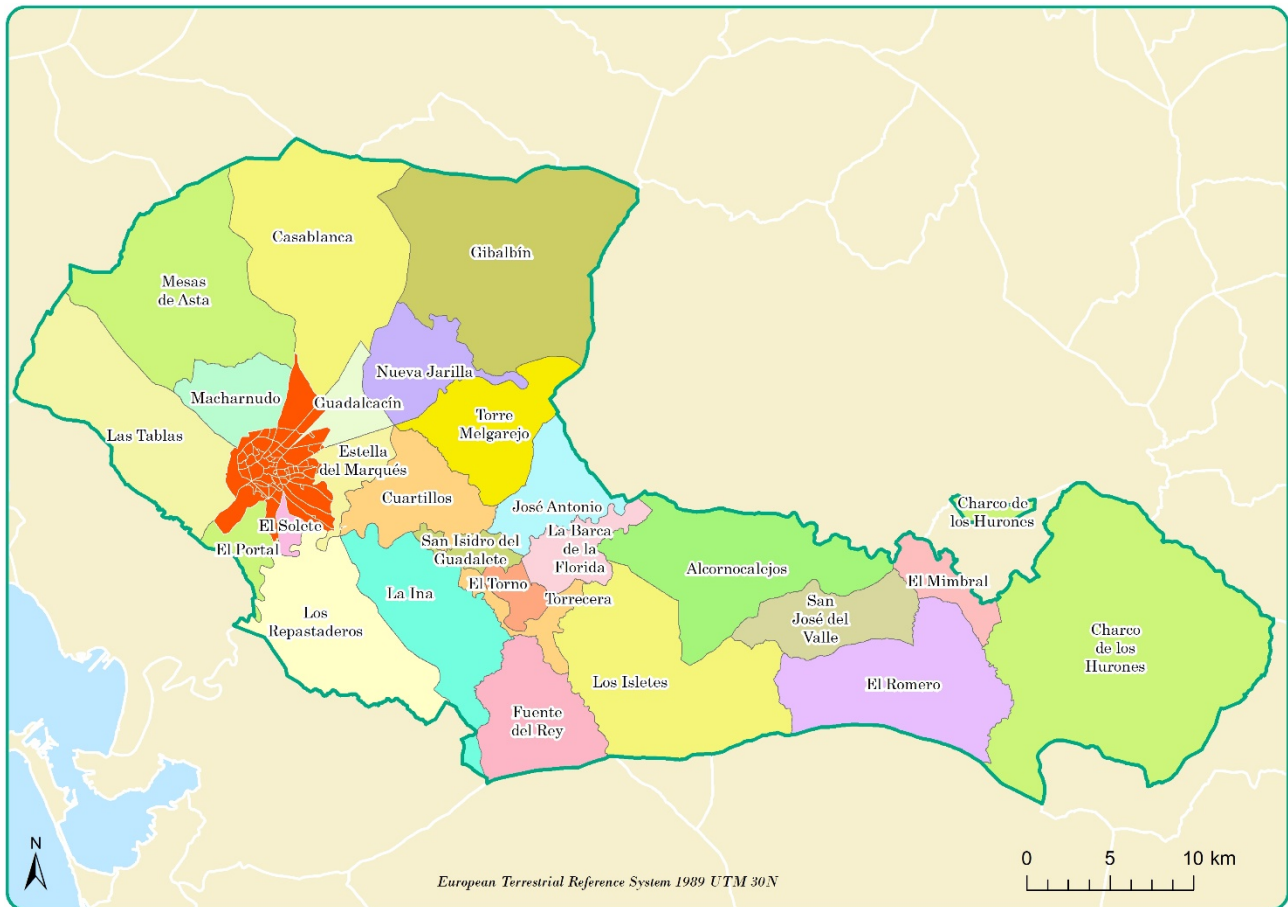 Casablanca
Gibalbín
Mesas
de Asta
Nueva Jarilla
Macharnudo
Guadalcacín
Las Tablas
Torre
Melgarejo
Estella
del Marqués
Cuartillos
José Antonio
Charco de
los Hurones
El Solete
La Barca
de la
Florida
San Isidro del
Guadalete
El Portal
Alcornocalejos
El Mimbral
El Torno
La Ina
Torrecera
San
José del
Valle
Los
Repastaderos
Charco
de los
Hurones
Los Isletes
El Romero
Fuente
del Rey
N
0 5 10 km
European Terrestrial Reference System 1989 UTM 30N